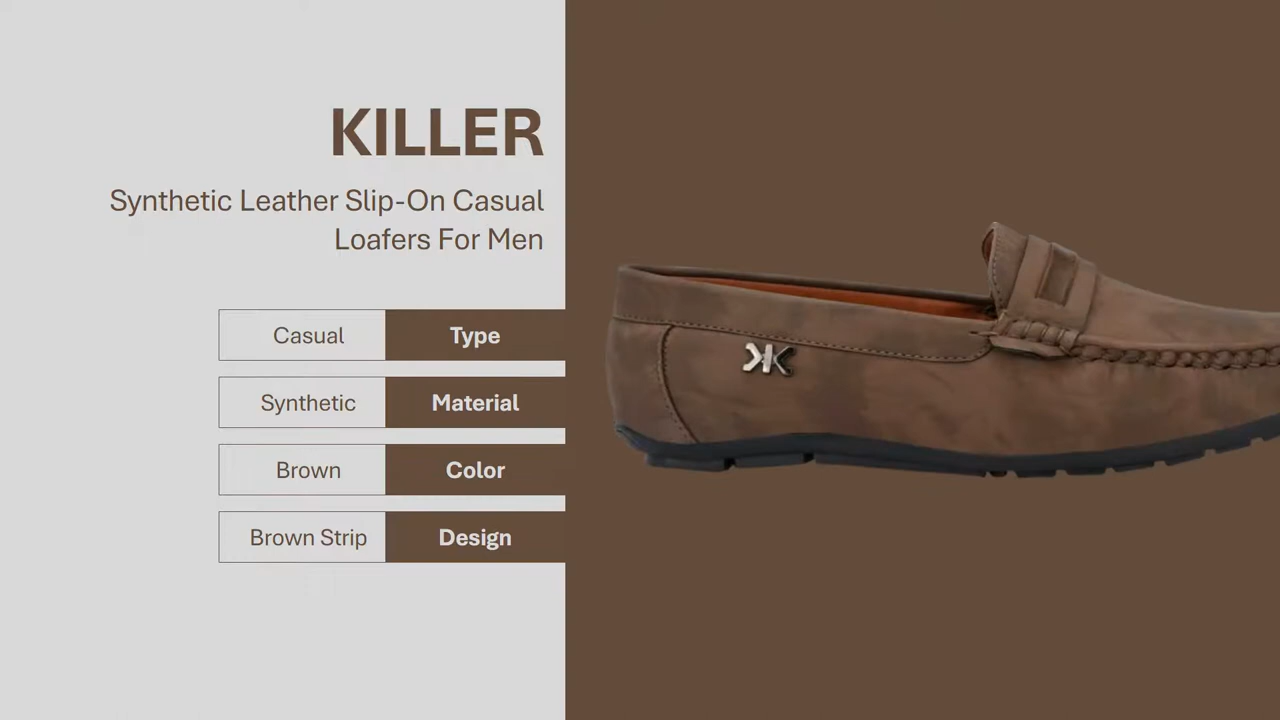 KILLER
Synthetic Leather Slip-On Casual
Loafers For Men
Casual Type
Synthetic Material
Brown Color
Brown Strip Design